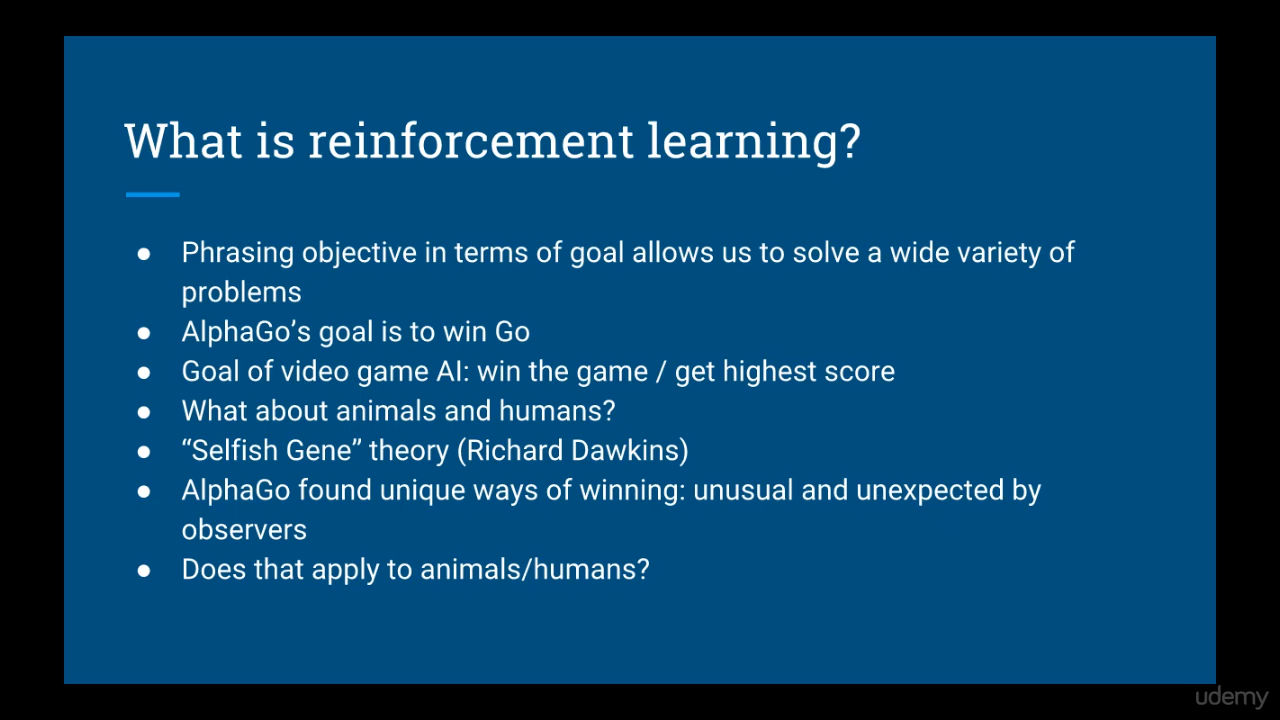 What is reinforcement learning?
● Phrasing objective in terms of goal allows us to solve a wide variety of
problems
● AlphaGo’s goal is to win Go
● Goal of video game AI: win the game / get highest score
● What about animals and humans?
● “Selfish Gene” theory (Richard Dawkins)
● AlphaGo found unique ways of winning: unusual and unexpected by
observers
● Does that apply to animals/humans?
udemy